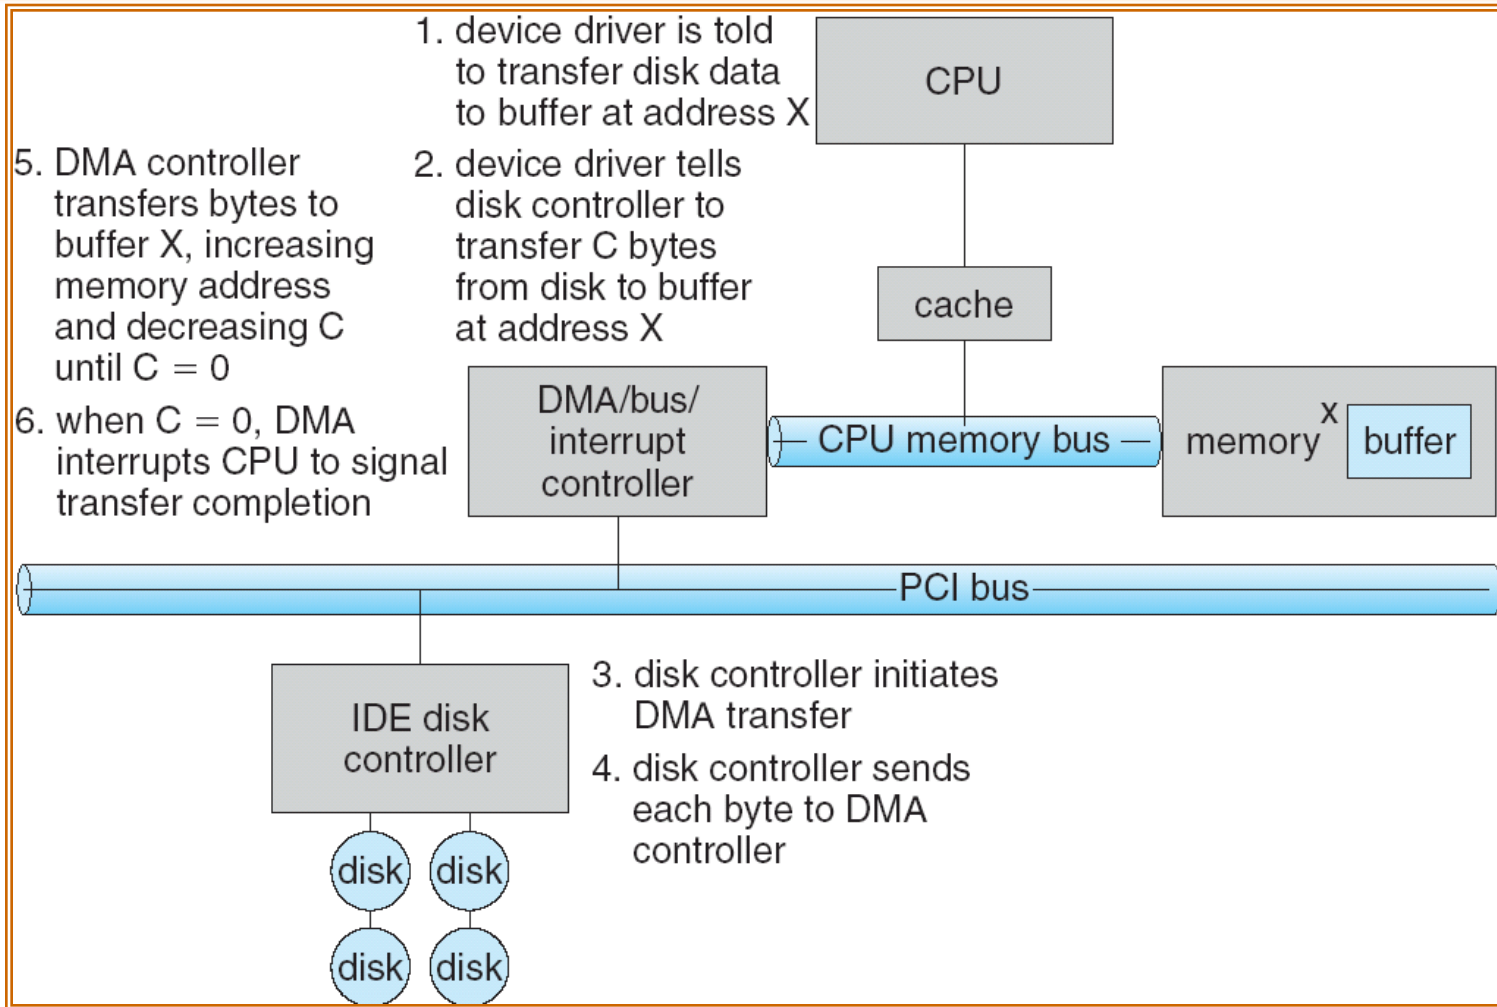 1. device driver is told
to transfer disk data
to buffer at address X
CPU
5. DMA controller
transfers bytes to
buffer X, increasing
memory address
and decreasing C
until C = 0
2. device driver tells
disk controller to
transfer C bytes
from disk to buffer
at address X
cache
6. when C = 0, DMA
interrupts CPU to signal
transfer completion
DMA/bus/
interrupt
controller
CPU memory bus
memory
X
buffer
PCI bus
IDE disk
controller
3. disk controller initiates
DMA transfer
4. disk controller sends
each byte to DMA
controller
disk
disk
disk
disk